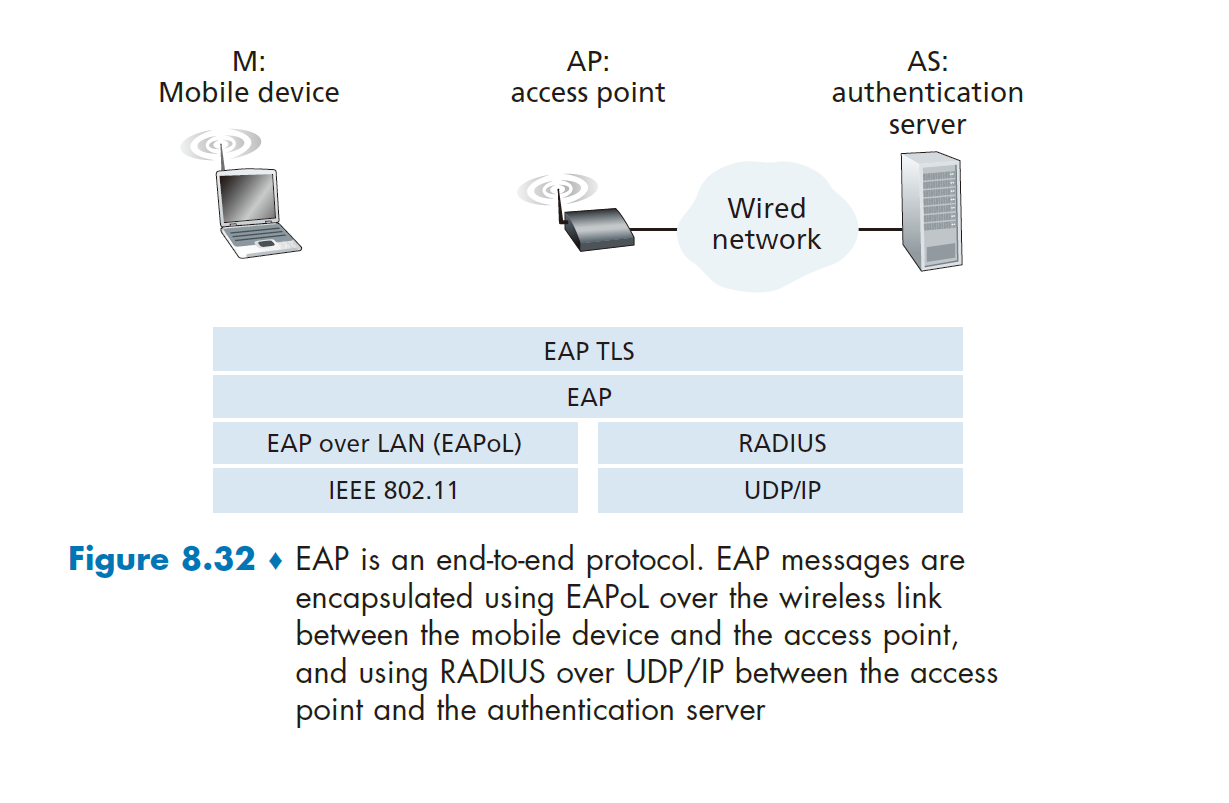 M:
Mobile device
AP:
access point
AS:
authentication
server
Wired
network
EAP TLS
EAP
EAP over LAN (EAPoL)
RADIUS
IEEE 802.11
UDP/IP
Figure 8.32 ♦ EAP is an end-to-end protocol. EAP messages are
encapsulated using EAPoL over the wireless link
between the mobile device and the access point,
and using RADIUS over UDP/IP between the access
point and the authentication server